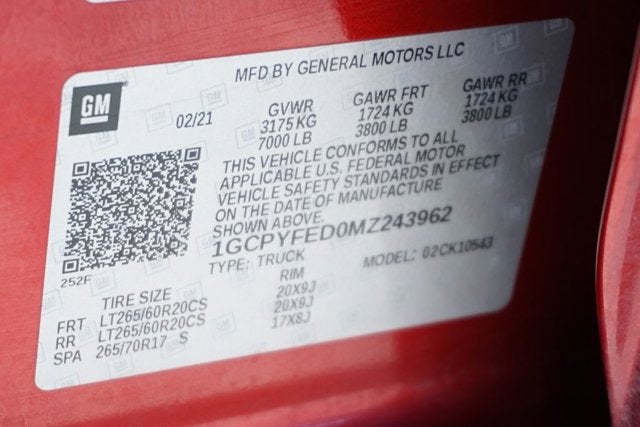 MFD BY GENERAL MOTORS LLC
GM
02/21
GVWR GAWR FRT GAWR RR
3175 KG 1724 KG 1724 KG
7000 LB 3800 LB 3800 LB
THIS VEHICLE CONFORMS TO ALL
APPLICABLE U.S. FEDERAL MOTOR
VEHICLE SAFETY STANDARDS IN EFFECT
ON THE DATE OF MANUFACTURE
SHOWN ABOVE.
1GCPYFED0MZ243962
252F
TYPE: TRUCK MODEL: 02CK10543
TIRE SIZE RIM
FRT LT265/60R20CS 20X9J
RR LT265/60R20CS 20X9J
SPA 265/70R17 S 17X8J